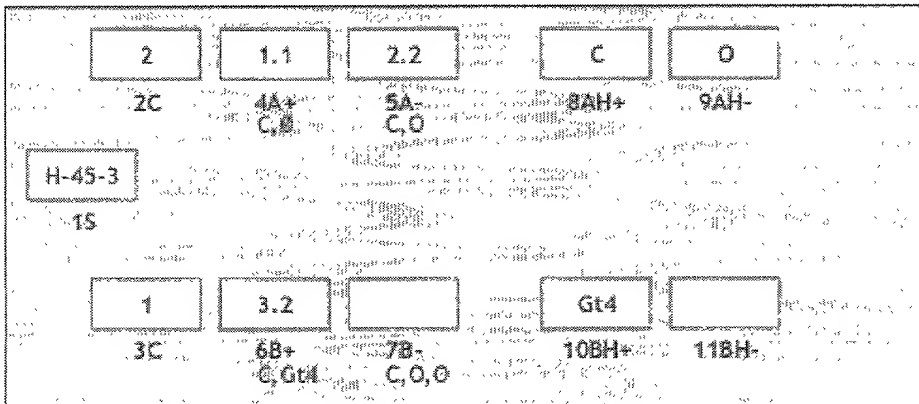 2 1.1 2.2 C O
2C 4A+ 5A- 8AH+ 9AH-
C,Ø C,O
H-45-3
1S
1 3.2 Gt4
3C 6B+ 7B- 10BH+ 11BH-
C,Gt4 C,O,O